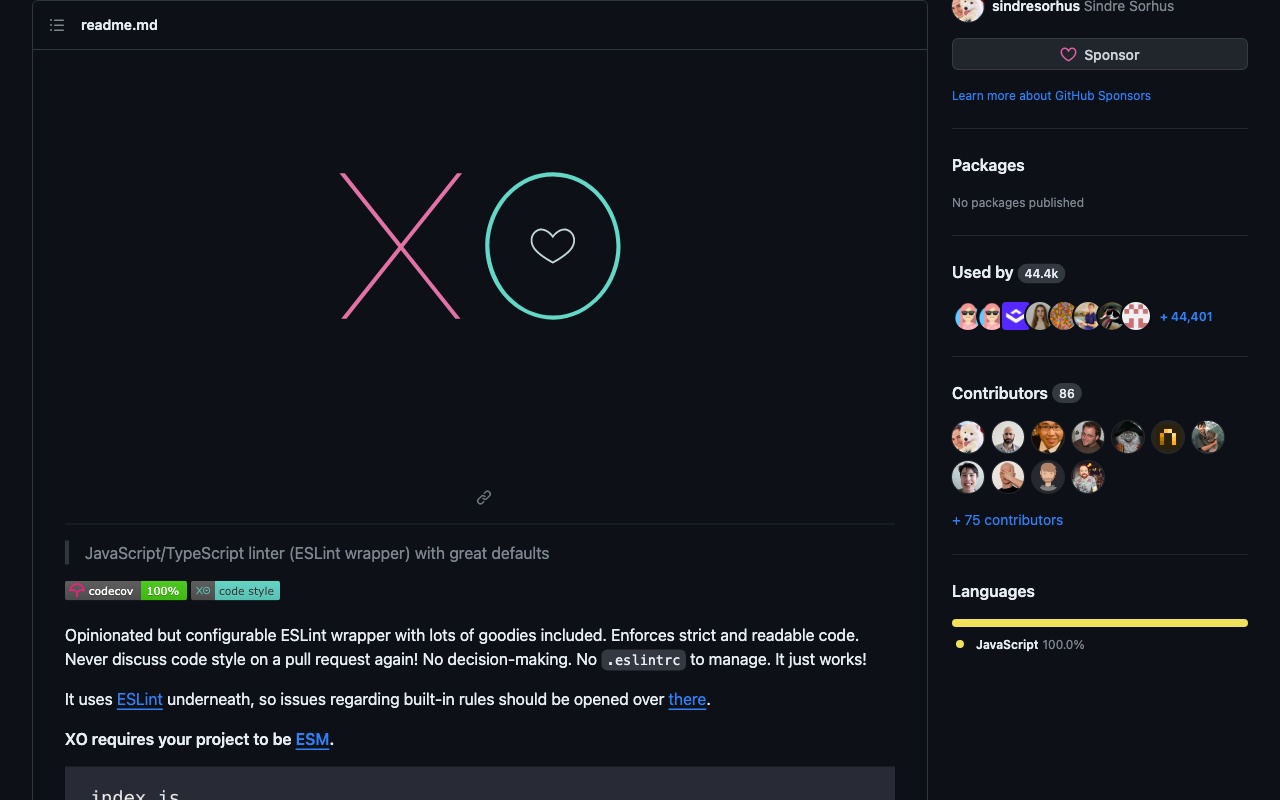 readme.md
XO
JavaScript/TypeScript linter (ESLint wrapper) with great defaults
codecov 100% XO code style
Opinionated but configurable ESLint wrapper with lots of goodies included. Enforces strict and readable code.
Never discuss code style on a pull request again! No decision-making. No .eslintrc to manage. It just works!
It uses ESLint underneath, so issues regarding built-in rules should be opened over there.
XO requires your project to be ESM.
index.js
sindresorhus Sindre Sorhus
Sponsor
Learn more about GitHub Sponsors
Packages
No packages published
Used by 44.4k
+ 44,401
Contributors 86
+ 75 contributors
Languages
JavaScript 100.0%